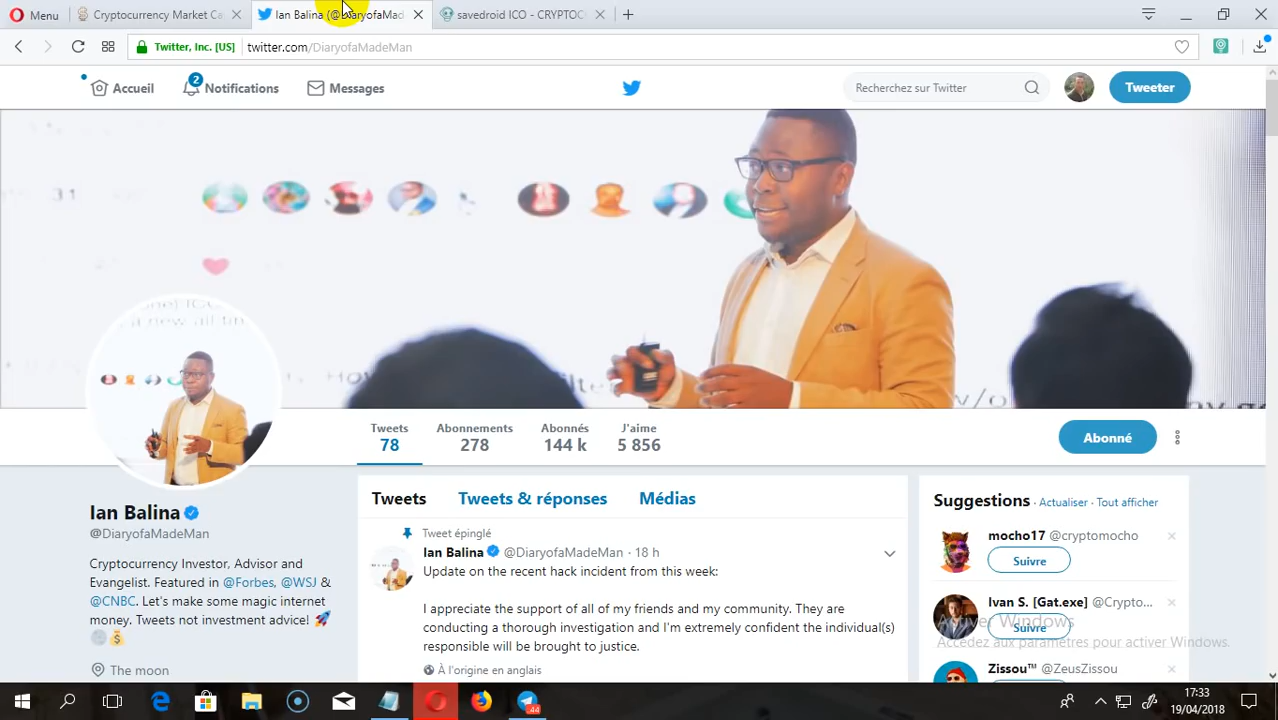 Menu
Cryptocurrency Market Ca
Ian Balina (@DiaryofaMad
savedroid ICO - CRYPTOC
Twitter, Inc. [US]
twitter.com/DiaryofaMadeMan
Accueil
2
Notifications
Messages
Recherchez sur Twitter
Tweeter
31
Tweets
78
Abonnements
278
Abonnés
144 k
J'aime
5 856
Abonné
Ian Balina
@DiaryofaMadeMan
Cryptocurrency Investor, Advisor and
Evangelist. Featured in @Forbes, @WSJ &
@CNBC. Let's make some magic internet
money. Tweets not investment advice!
The moon
Tweets
Tweets & réponses
Médias
Tweet épinglé
Ian Balina @DiaryofaMadeMan · 18 h
Update on the recent hack incident from this week:
I appreciate the support of all of my friends and my community. They are
conducting a thorough investigation and I'm extremely confident the individual(s)
responsible will be brought to justice.
À l'origine en anglais
Suggestions · Actualiser · Tout afficher
mocho17 @cryptomocho
Suivre
Ivan S. [Gat.exe] @Crypto...
Suivre
Zissou™ @ZeusZissou
Activer Windows
Accédez aux paramètres pour activer Windows.
44
17:33
19/04/2018